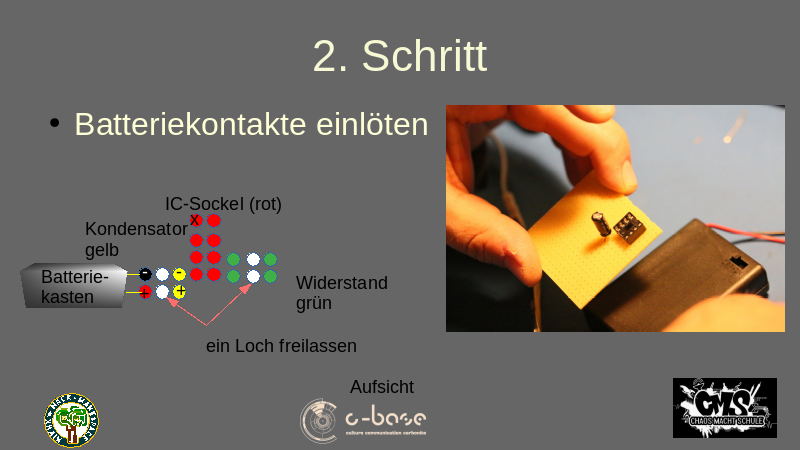 2. Schritt
Batteriekontakte einlöten
IC-Sockel (rot)
x
Kondensator
gelb
Batterie-
kasten
- -
+ +
Widerstand
grün
ein Loch freilassen
Aufsicht
c-base
culture communication carbonite
CMS
CHAOS MACHT SCHULE